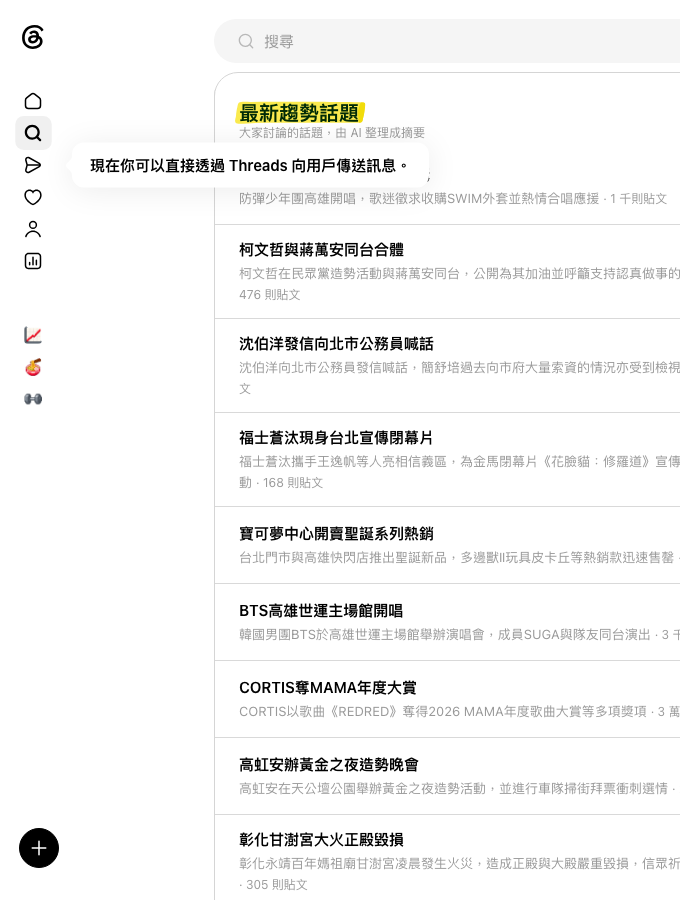 搜尋
最新趨勢話題
大家討論的話題，由 AI 整理成摘要
現在你可以直接透過 Threads 向用戶傳送訊息。
防彈少年團高雄開唱，歌迷徵求收購SWIM外套並熱情合唱應援 · 1 千則貼文
柯文哲與蔣萬安同台合體
柯文哲在民眾黨造勢活動與蔣萬安同台，公開為其加油並呼籲支持認真做事的
476 則貼文
沈伯洋發信向北市公務員喊話
沈伯洋向北市公務員發信喊話，簡舒培過去向市府大量索資的情況亦受到檢視
文
福士蒼汰現身台北宣傳閉幕片
福士蒼汰攜手王逸帆等人亮相信義區，為金馬閉幕片《花臉貓：修羅道》宣傳
動 · 168 則貼文
寶可夢中心開賣聖誕系列熱銷
台北門市與高雄快閃店推出聖誕新品，多邊獸II玩具皮卡丘等熱銷款迅速售罄 ·
BTS高雄世運主場館開唱
韓國男團BTS於高雄世運主場館舉辦演唱會，成員SUGA與隊友同台演出 · 3 千
CORTIS奪MAMA年度大賞
CORTIS以歌曲《REDRED》奪得2026 MAMA年度歌曲大賞等多項獎項 · 3 萬
高虹安辦黃金之夜造勢晚會
高虹安在天公壇公園舉辦黃金之夜造勢活動，並進行車隊掃街拜票衝刺選情 ·
彰化甘澍宮大火正殿毀損
彰化永靖百年媽祖廟甘澍宮凌晨發生火災，造成正殿與大殿嚴重毀損，信眾祈
· 305 則貼文